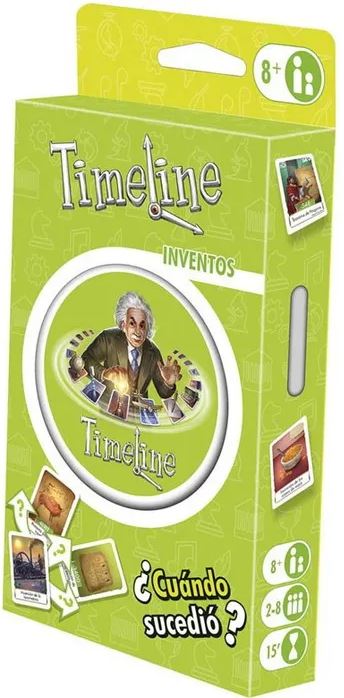 8+
Timeline
INVENTOS
Timeline
¿Cuándo
sucedió?
8+
2-8
15'